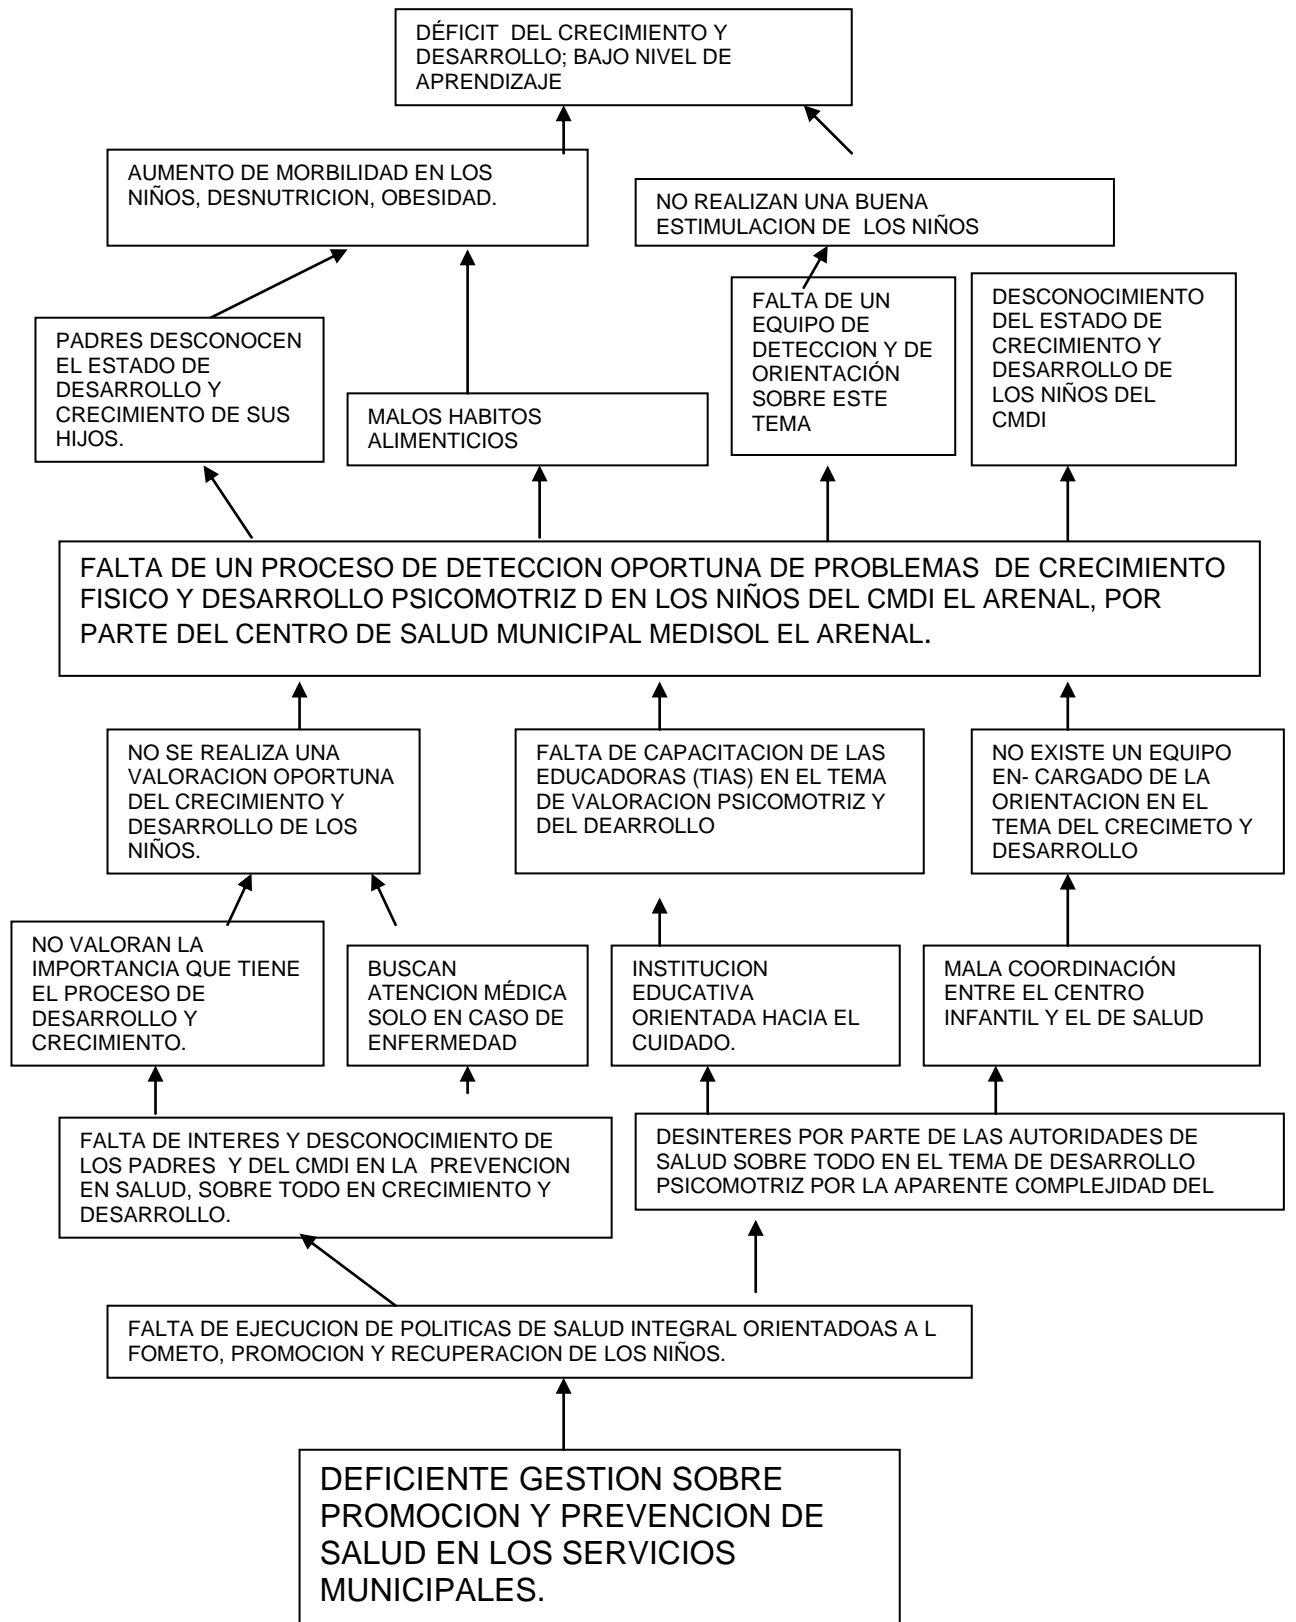 DÉFICIT DEL CRECIMIENTO Y
DESARROLLO; BAJO NIVEL DE
APRENDIZAJE
AUMENTO DE MORBILIDAD EN LOS
NIÑOS, DESNUTRICION, OBESIDAD.
NO REALIZAN UNA BUENA
ESTIMULACION DE LOS NIÑOS
PADRES DESCONOCEN
EL ESTADO DE
DESARROLLO Y
CRECIMIENTO DE SUS
HIJOS.
MALOS HABITOS
ALIMENTICIOS
FALTA DE UN
EQUIPO DE
DETECCION Y DE
ORIENTACIÓN
SOBRE ESTE
TEMA
DESCONOCIMIENTO
DEL ESTADO DE
CRECIMIENTO Y
DESARROLLO DE
LOS NIÑOS DEL
CMDI
FALTA DE UN PROCESO DE DETECCION OPORTUNA DE PROBLEMAS DE CRECIMIENTO
FISICO Y DESARROLLO PSICOMOTRIZ D EN LOS NIÑOS DEL CMDI EL ARENAL, POR
PARTE DEL CENTRO DE SALUD MUNICIPAL MEDISOL EL ARENAL.
NO SE REALIZA UNA
VALORACION OPORTUNA
DEL CRECIMIENTO Y
DESARROLLO DE LOS
NIÑOS.
FALTA DE CAPACITACION DE LAS
EDUCADORAS (TIAS) EN EL TEMA
DE VALORACION PSICOMOTRIZ Y
DEL DEARROLLO
NO EXISTE UN EQUIPO
EN- CARGADO DE LA
ORIENTACION EN EL
TEMA DEL CRECIMETO Y
DESARROLLO
NO VALORAN LA
IMPORTANCIA QUE TIENE
EL PROCESO DE
DESARROLLO Y
CRECIMIENTO.
BUSCAN
ATENCION MÉDICA
SOLO EN CASO DE
ENFERMEDAD
INSTITUCION
EDUCATIVA
ORIENTADA HACIA EL
CUIDADO.
MALA COORDINACIÓN
ENTRE EL CENTRO
INFANTIL Y EL DE SALUD
FALTA DE INTERES Y DESCONOCIMIENTO DE
LOS PADRES Y DEL CMDI EN LA PREVENCION
EN SALUD, SOBRE TODO EN CRECIMIENTO Y
DESARROLLO.
DESINTERES POR PARTE DE LAS AUTORIDADES DE
SALUD SOBRE TODO EN EL TEMA DE DESARROLLO
PSICOMOTRIZ POR LA APARENTE COMPLEJIDAD DEL
FALTA DE EJECUCION DE POLITICAS DE SALUD INTEGRAL ORIENTADOAS A L
FOMETO, PROMOCION Y RECUPERACION DE LOS NIÑOS.
DEFICIENTE GESTION SOBRE
PROMOCION Y PREVENCION DE
SALUD EN LOS SERVICIOS
MUNICIPALES.